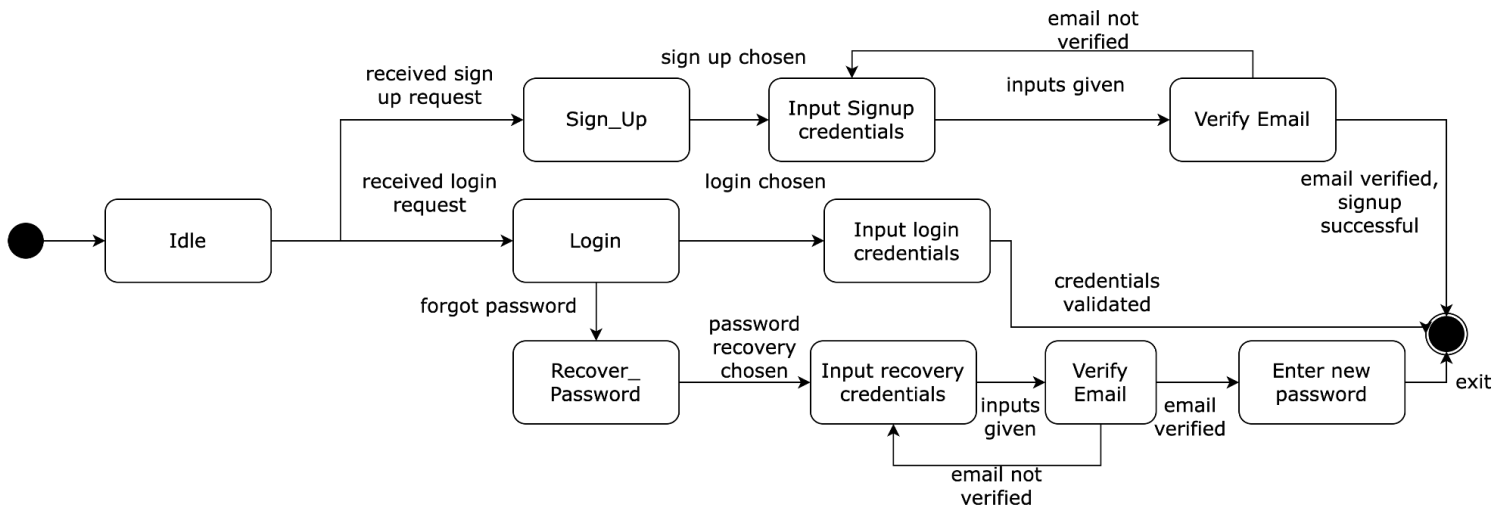 email not
verified
sign up chosen
received sign
up request
inputs given
Sign_Up
Input Signup
credentials
Verify Email
received login
request
login chosen
email verified,
signup
successful
Idle
Login
Input login
credentials
forgot password
credentials
validated
password
recovery
chosen
Recover_
Password
Input recovery
credentials
inputs
given
Verify
Email
email
verified
Enter new
password
exit
email not
verified